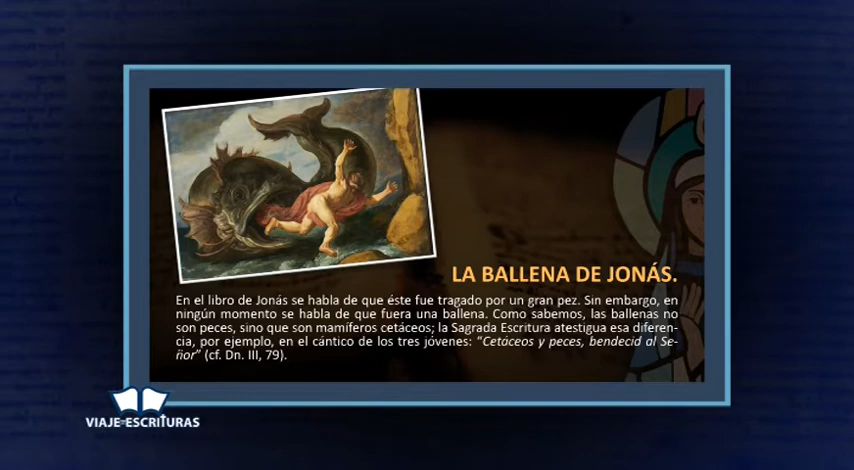 LA BALLENA DE JONÁS.
En el libro de Jonás se habla de que éste fue tragado por un gran pez. Sin embargo, en
ningún momento se habla de que fuera una ballena. Como sabemos, las ballenas no
son peces, sino que son mamíferos cetáceos; la Sagrada Escritura atestigua esa diferen-
cia, por ejemplo, en el cántico de los tres jóvenes: “Cetáceos y peces, bendecid al Se-
ñor” (cf. Dn. III, 79).
VIAJE ESCRITURAS